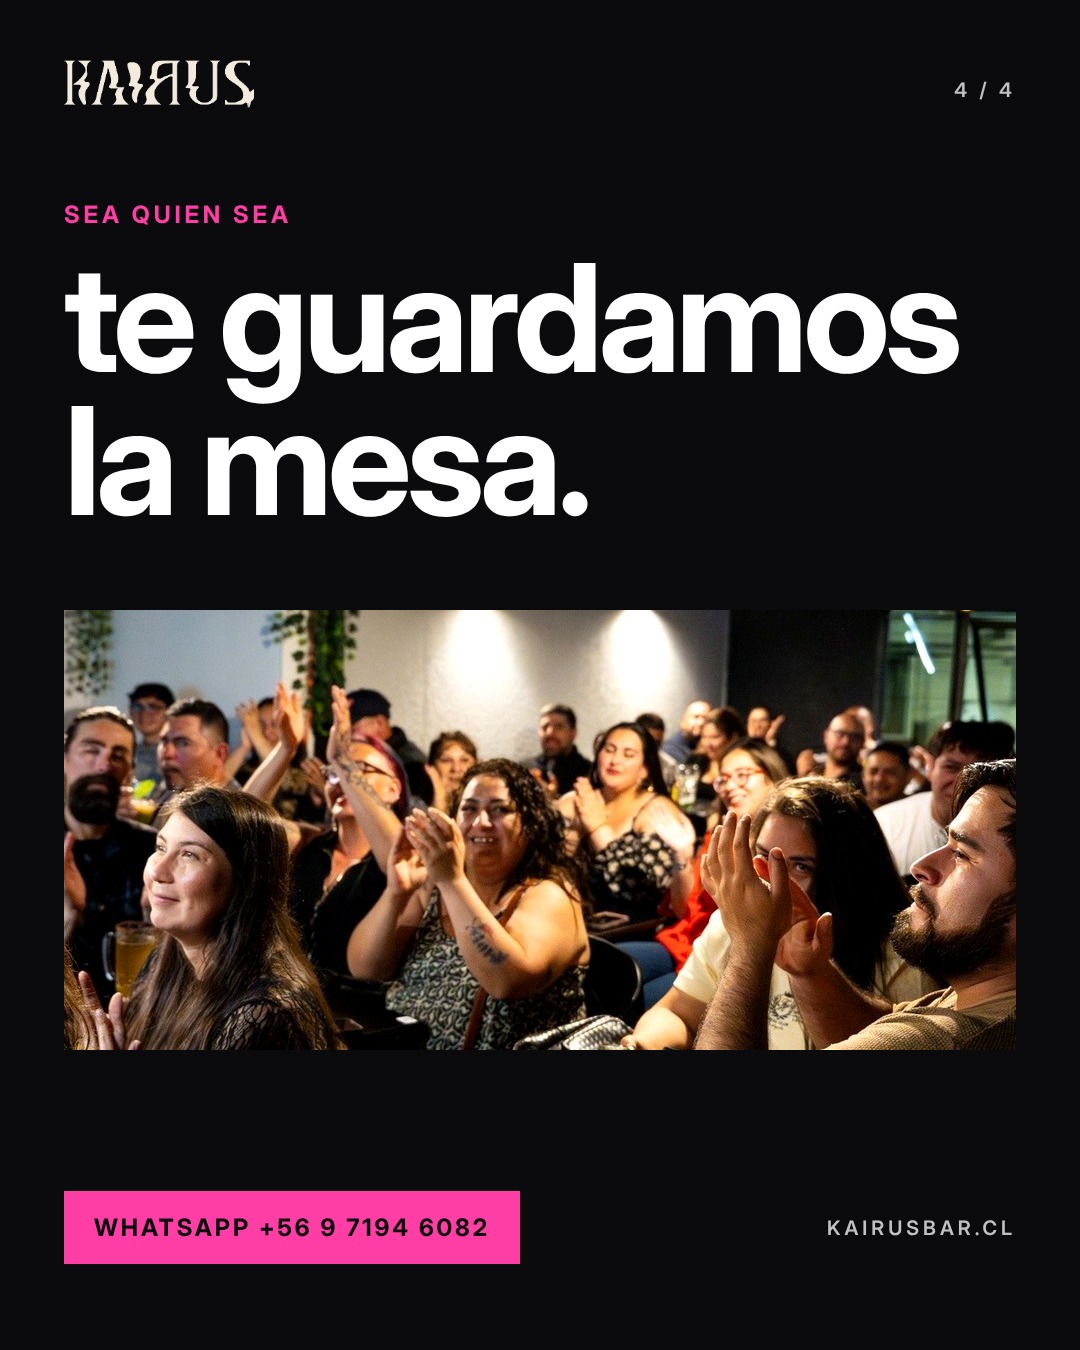 KAIRUS
4 / 4
SEA QUIEN SEA
te guardamos
la mesa.
WHATSAPP +56 9 7194 6082
KAIRUSBAR.CL